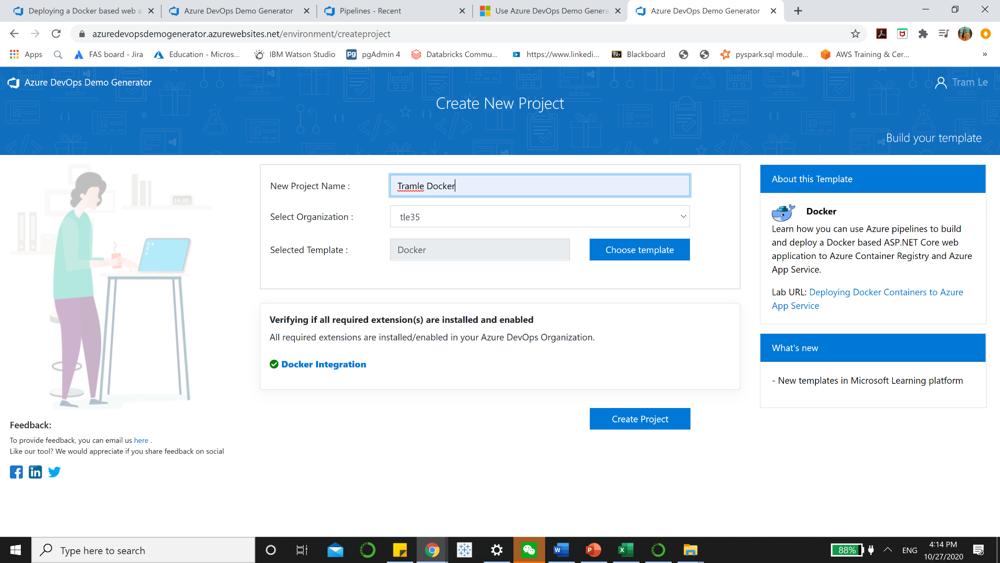 Deploying a Docker based web a
Azure DevOps Demo Generator
Pipelines - Recent
Use Azure DevOps Demo Genera
Azure DevOps Demo Generator
azuredevopsdemogenerator.azurewebsites.net/environment/createproject
Apps
FAS board - Jira
Education - Micros...
IBM Watson Studio
pgAdmin 4
Databricks Commu...
https://www.linkedi...
Blackboard
pyspark.sql module...
AWS Training & Cer...
»
Azure DevOps Demo Generator
Tram Le
Create New Project
Build your template
14.30
New Project Name :
Tramle Docker
Select Organization :
tle35
Selected Template :
Docker
Choose template
Verifying if all required extension(s) are installed and enabled
All required extensions are installed/enabled in your Azure DevOps Organization.
Docker Integration
Create Project
About this Template
Docker
Learn how you can use Azure pipelines to build
and deploy a Docker based ASP.NET Core web
application to Azure Container Registry and Azure
App Service.
Lab URL: Deploying Docker Containers to Azure
App Service
What's new
- New templates in Microsoft Learning platform
Feedback:
To provide feedback, you can email us here .
Like our tool? We would appreciate if you share feedback on social
Type here to search
88%
ENG
4:14 PM
10/27/2020